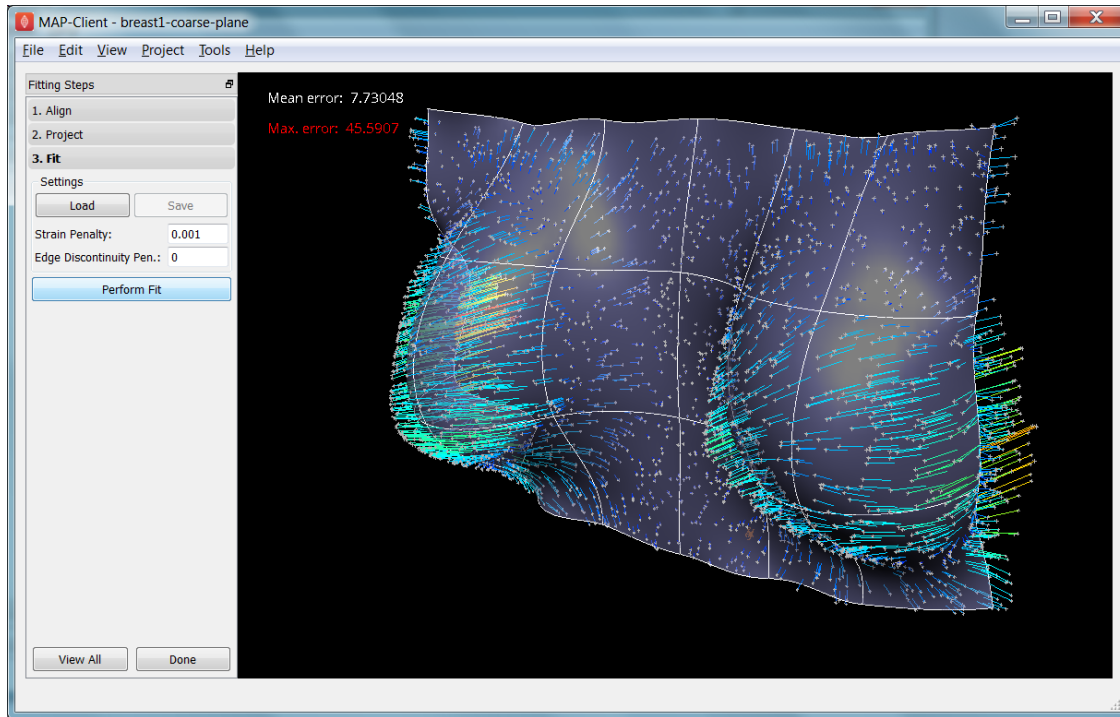 MAP-Client - breast1-coarse-plane
File Edit View Project Tools Help
Fitting Steps
1. Align
2. Project
3. Fit
Settings
Load Save
Strain Penalty: 0.001
Edge Discontinuity Pen.: 0
Perform Fit
View All Done
Mean error: 7.73048
Max. error: 45.5907